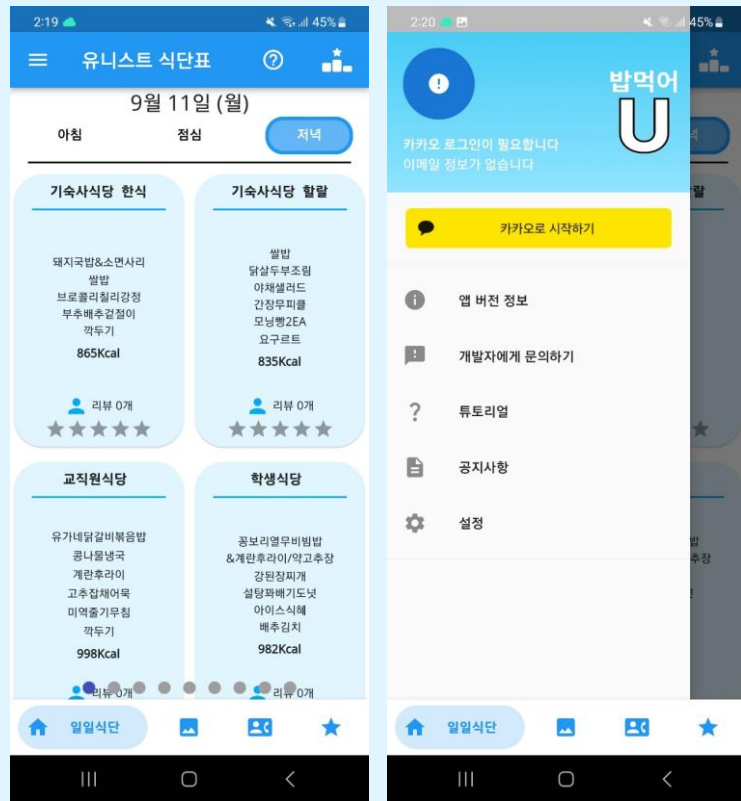 2:19
45%
유니스트 식단표
9월 11일 (월)
아침
점심
저녁
기숙사식당 한식
돼지국밥&소면사리
쌀밥
브로콜리칠리강정
부추배추겉절이
깍두기
865Kcal
리뷰 0개
기숙사식당 할랄
쌀밥
닭살두부조림
야채샐러드
간장무피클
모닝빵2EA
요구르트
835Kcal
리뷰 0개
교직원식당
유가네닭갈비볶음밥
콩나물냉국
계란후라이
고추잡채어묵
미역줄기무침
깍두기
998Kcal
리뷰 0개
학생식당
꽁보리열무비빔밥
&계란후라이/약고추장
강된장찌개
설탕꽈배기도넛
아이스식혜
배추김치
982Kcal
리뷰 0개
일일식단
2:20
45%
밥먹어
U
카카오 로그인이 필요합니다
이메일 정보가 없습니다
카카오로 시작하기
앱 버전 정보
개발자에게 문의하기
튜토리얼
공지사항
설정
녁
랄
밥
추장
일일식단